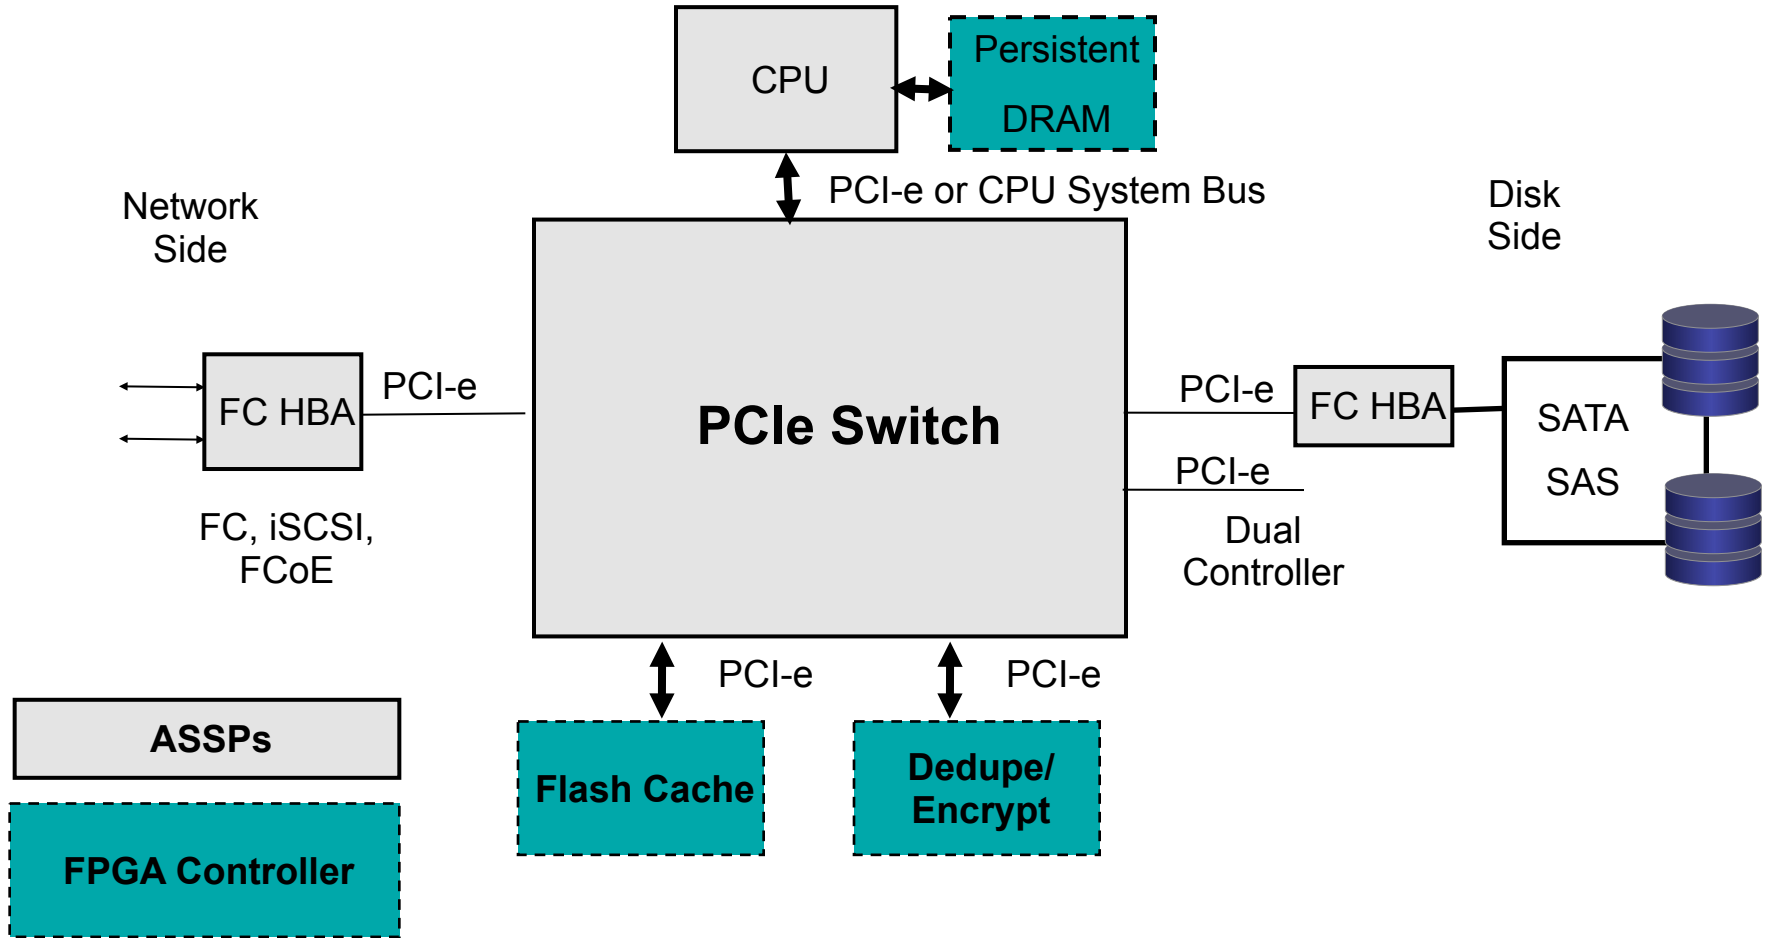 CPU
Persistent
DRAM
PCI-e or CPU System Bus
Network
Side
Disk
Side
FC HBA
PCI-e
PCIe Switch
PCI-e
FC HBA
SATA
SAS
PCI-e
Dual
Controller
FC, iSCSI,
FCoE
PCI-e
PCI-e
ASSPs
Flash Cache
Dedupe/
Encrypt
FPGA Controller